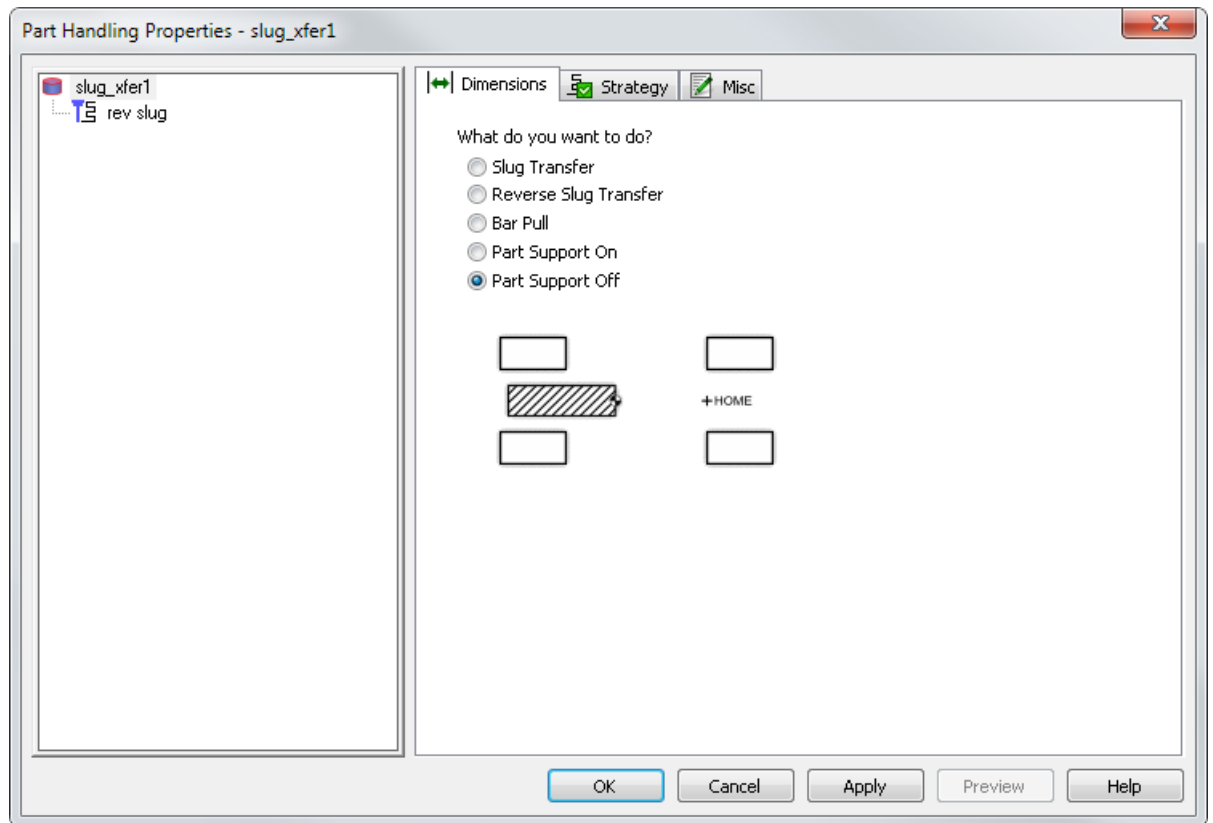 Part Handling Properties - slug_xfer1
slug_xfer1
rev slug
Dimensions Strategy Misc
What do you want to do?
Slug Transfer
Reverse Slug Transfer
Bar Pull
Part Support On
Part Support Off
+HOME
OK Cancel Apply Preview Help